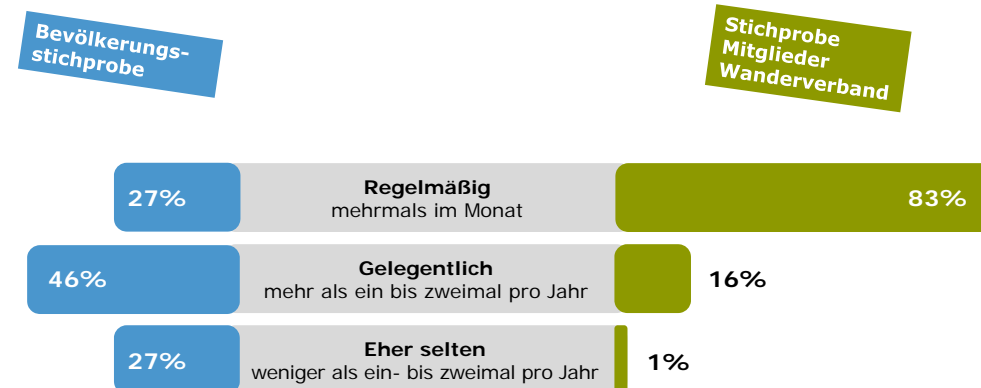 Bevölkerungs-
stichprobe
Stichprobe
Mitglieder
Wanderverband
27%
Regelmäßig
mehrmals im Monat
83%
46%
Gelegentlich
mehr als ein bis zweimal pro Jahr
16%
27%
Eher selten
weniger als ein- bis zweimal pro Jahr
1%